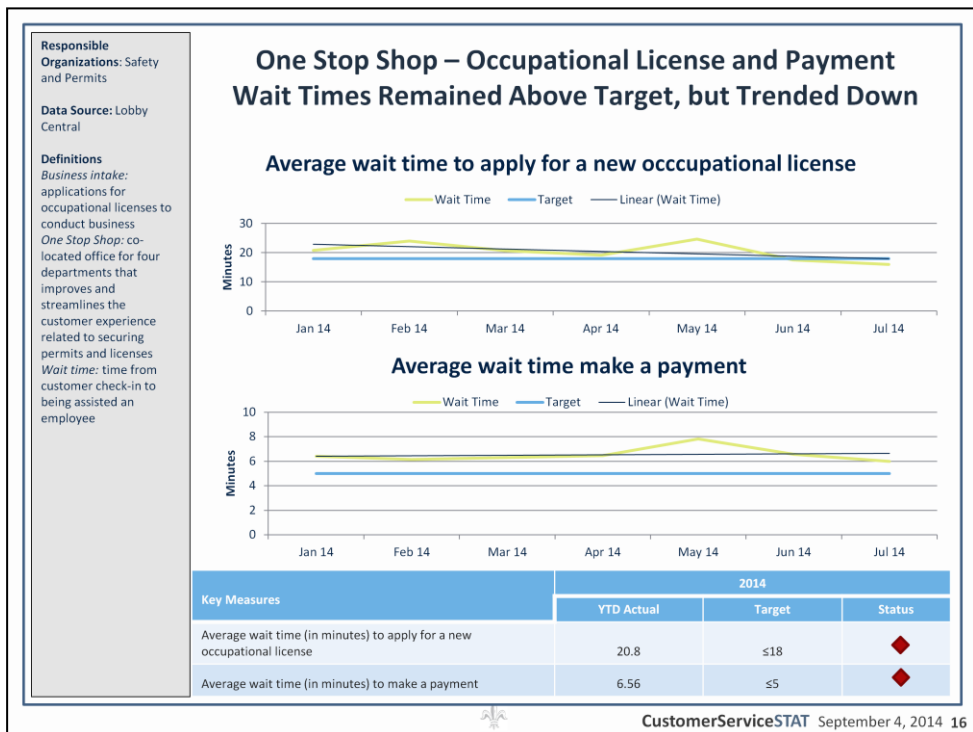 Responsible
Organizations: Safety
and Permits
Data Source: Lobby
Central
Definitions
Business intake:
applications for
occupational licenses to
conduct business
One Stop Shop: co-
located office for four
departments that
improves and
streamlines the
customer experience
related to securing
permits and licenses
Wait time: time from
customer check-in to
being assisted an
employee
One Stop Shop – Occupational License and Payment
Wait Times Remained Above Target, but Trended Down
Average wait time to apply for a new occcupational license
Wait Time Target Linear (Wait Time)
Minutes
30
20
10
0
Jan 14 Feb 14 Mar 14 Apr 14 May 14 Jun 14 Jul 14
Average wait time make a payment
Wait Time Target Linear (Wait Time)
Minutes
10
8
6
4
2
0
Jan 14 Feb 14 Mar 14 Apr 14 May 14 Jun 14 Jul 14
Key Measures
2014
YTD Actual Target Status
Average wait time (in minutes) to apply for a new
occupational license 20.8 ≤18
Average wait time (in minutes) to make a payment 6.56 ≤5
CustomerServiceSTAT September 4, 2014 16